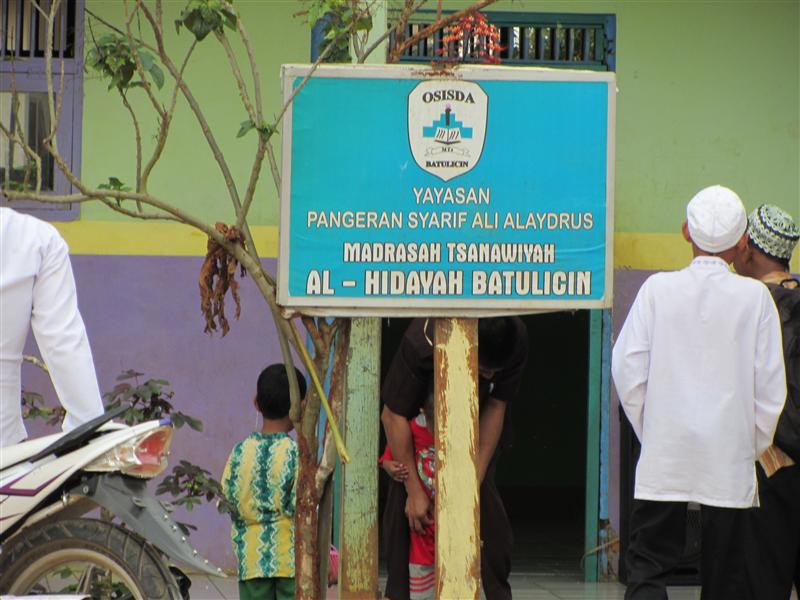 OSISDA
MTs
BATULICIN
YAYASAN
PANGERAN SYARIF ALI ALAYDRUS
MADRASAH TSANAWIYAH
AL - HIDAYAH BATULICIN